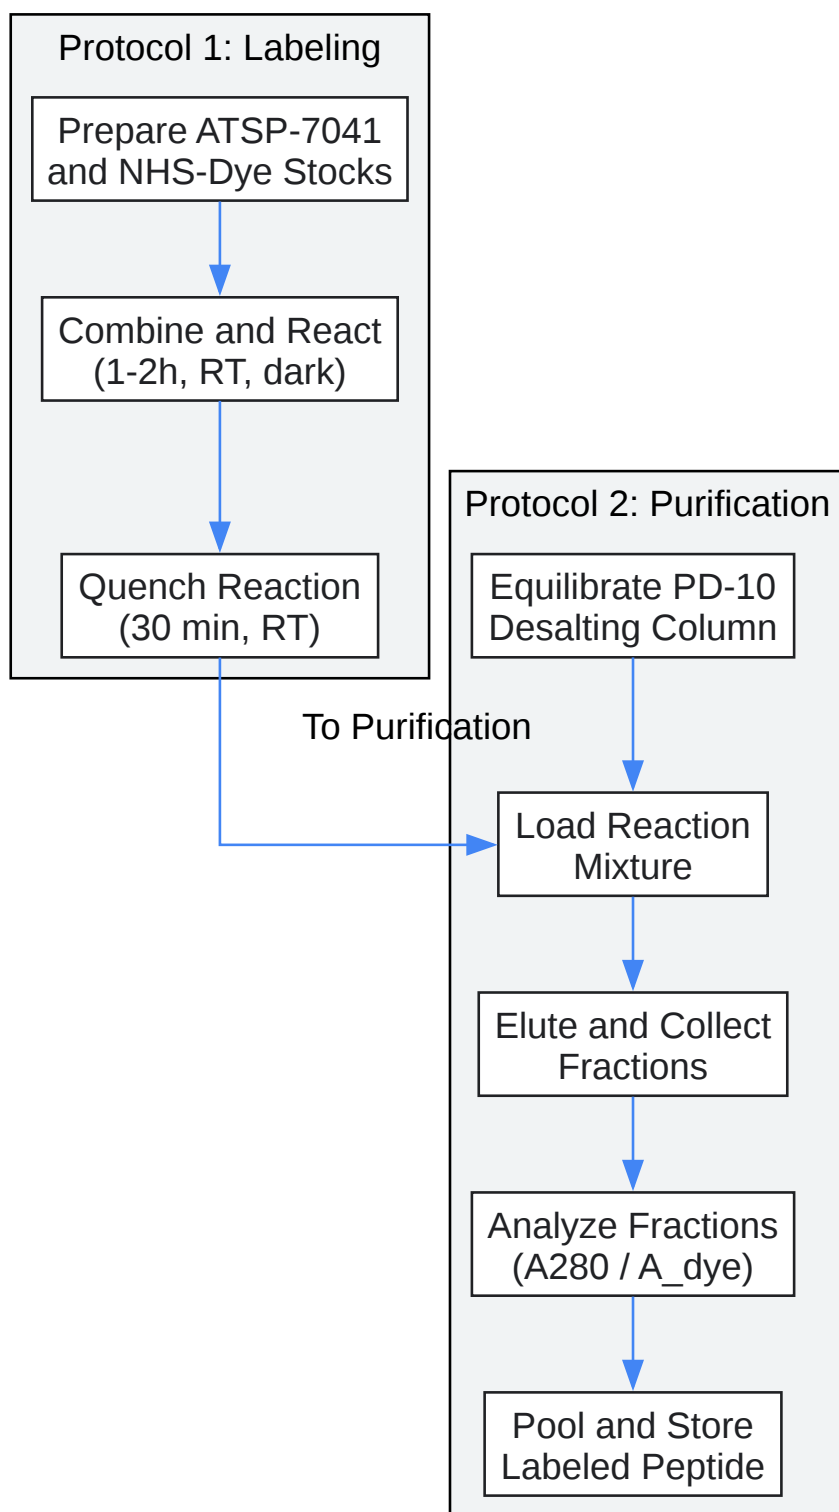 Protocol 1: Labeling
Prepare ATSP-7041
and NHS-Dye Stocks
Combine and React
(1-2h, RT, dark)
Quench Reaction
(30 min, RT)
To Purification
Protocol 2: Purification
Equilibrate PD-10
Desalting Column
Load Reaction
Mixture
Elute and Collect
Fractions
Analyze Fractions
(A280 / A_dye)
Pool and Store
Labeled Peptide